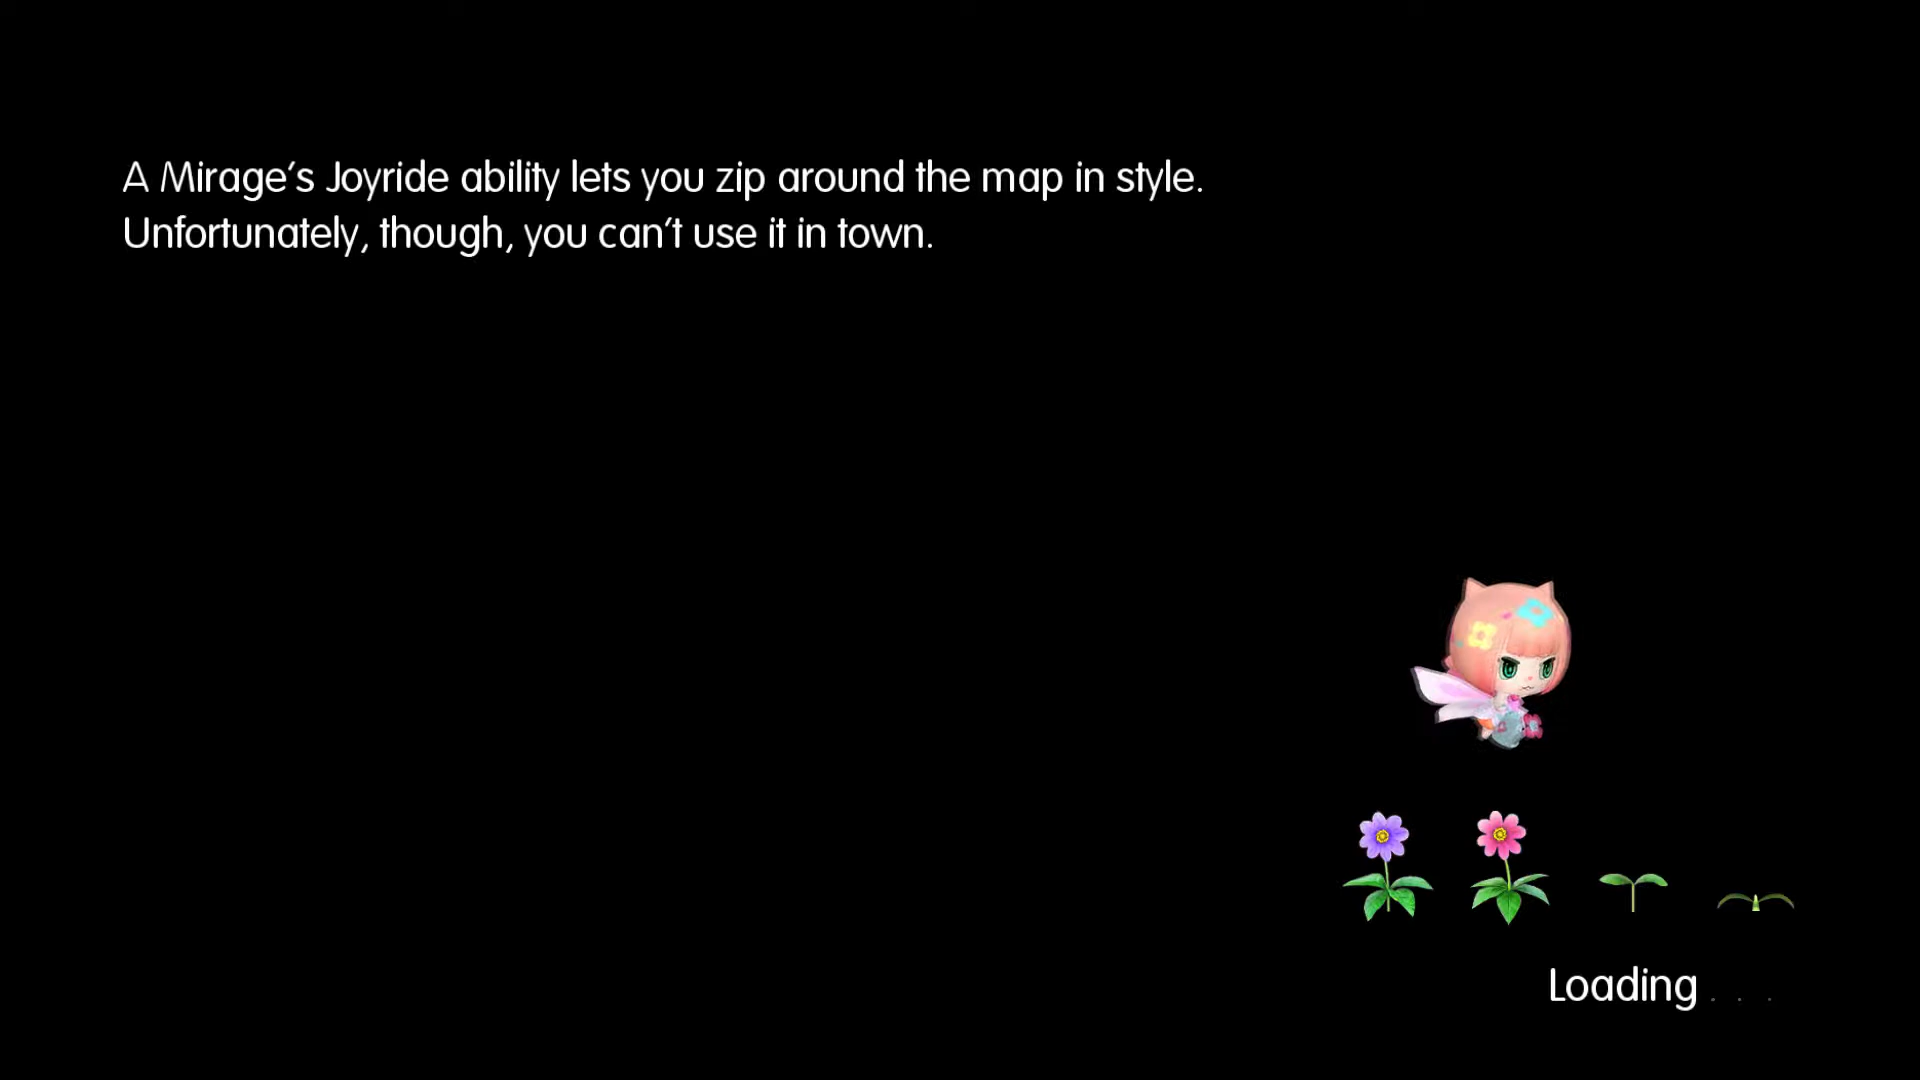 A Mirage's Joyride ability lets you zip around the map in style.
Unfortunately, though, you can't use it in town.
Loading . . .